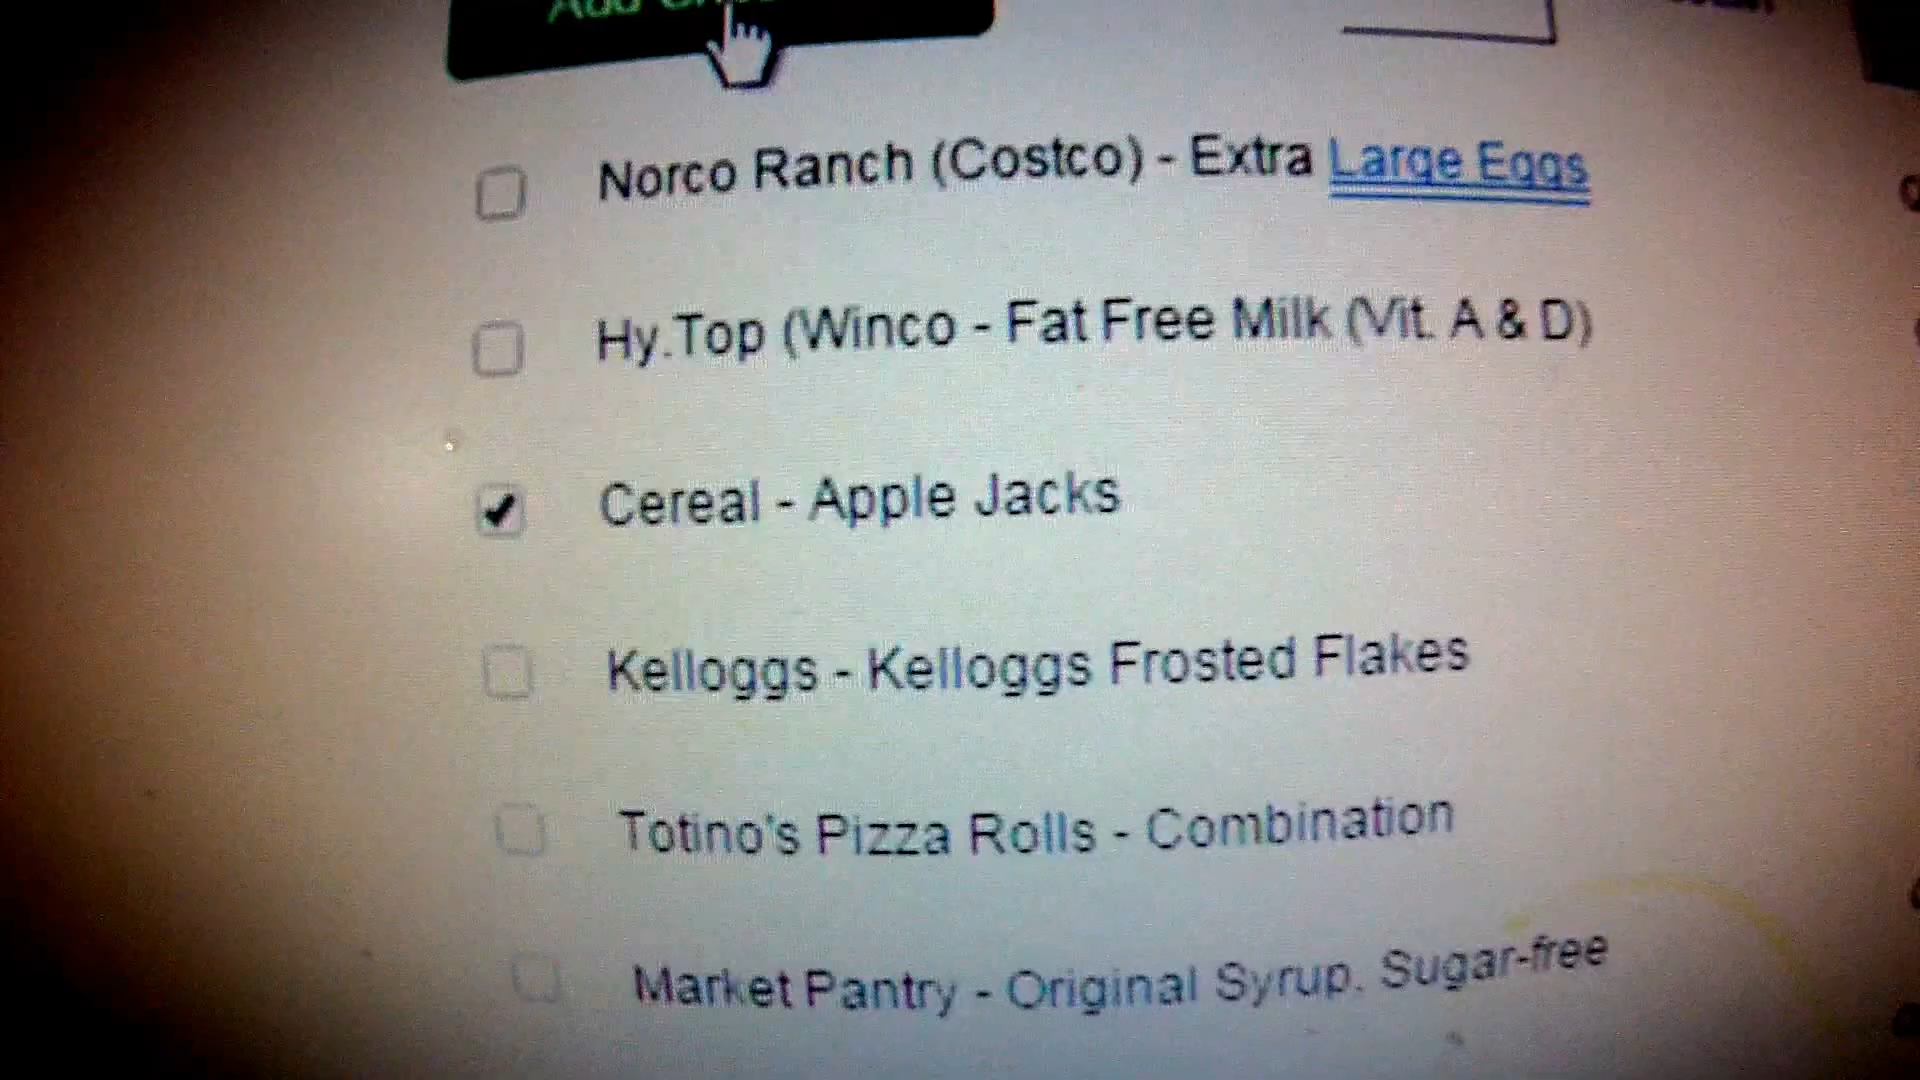 Add
Norco Ranch (Costco) - Extra Large Eggs
Hy.Top (Winco - Fat Free Milk (Vit. A & D)
Cereal - Apple Jacks
Kelloggs - Kelloggs Frosted Flakes
Totino's Pizza Rolls - Combination
Market Pantry - Original Syrup. Sugar-free